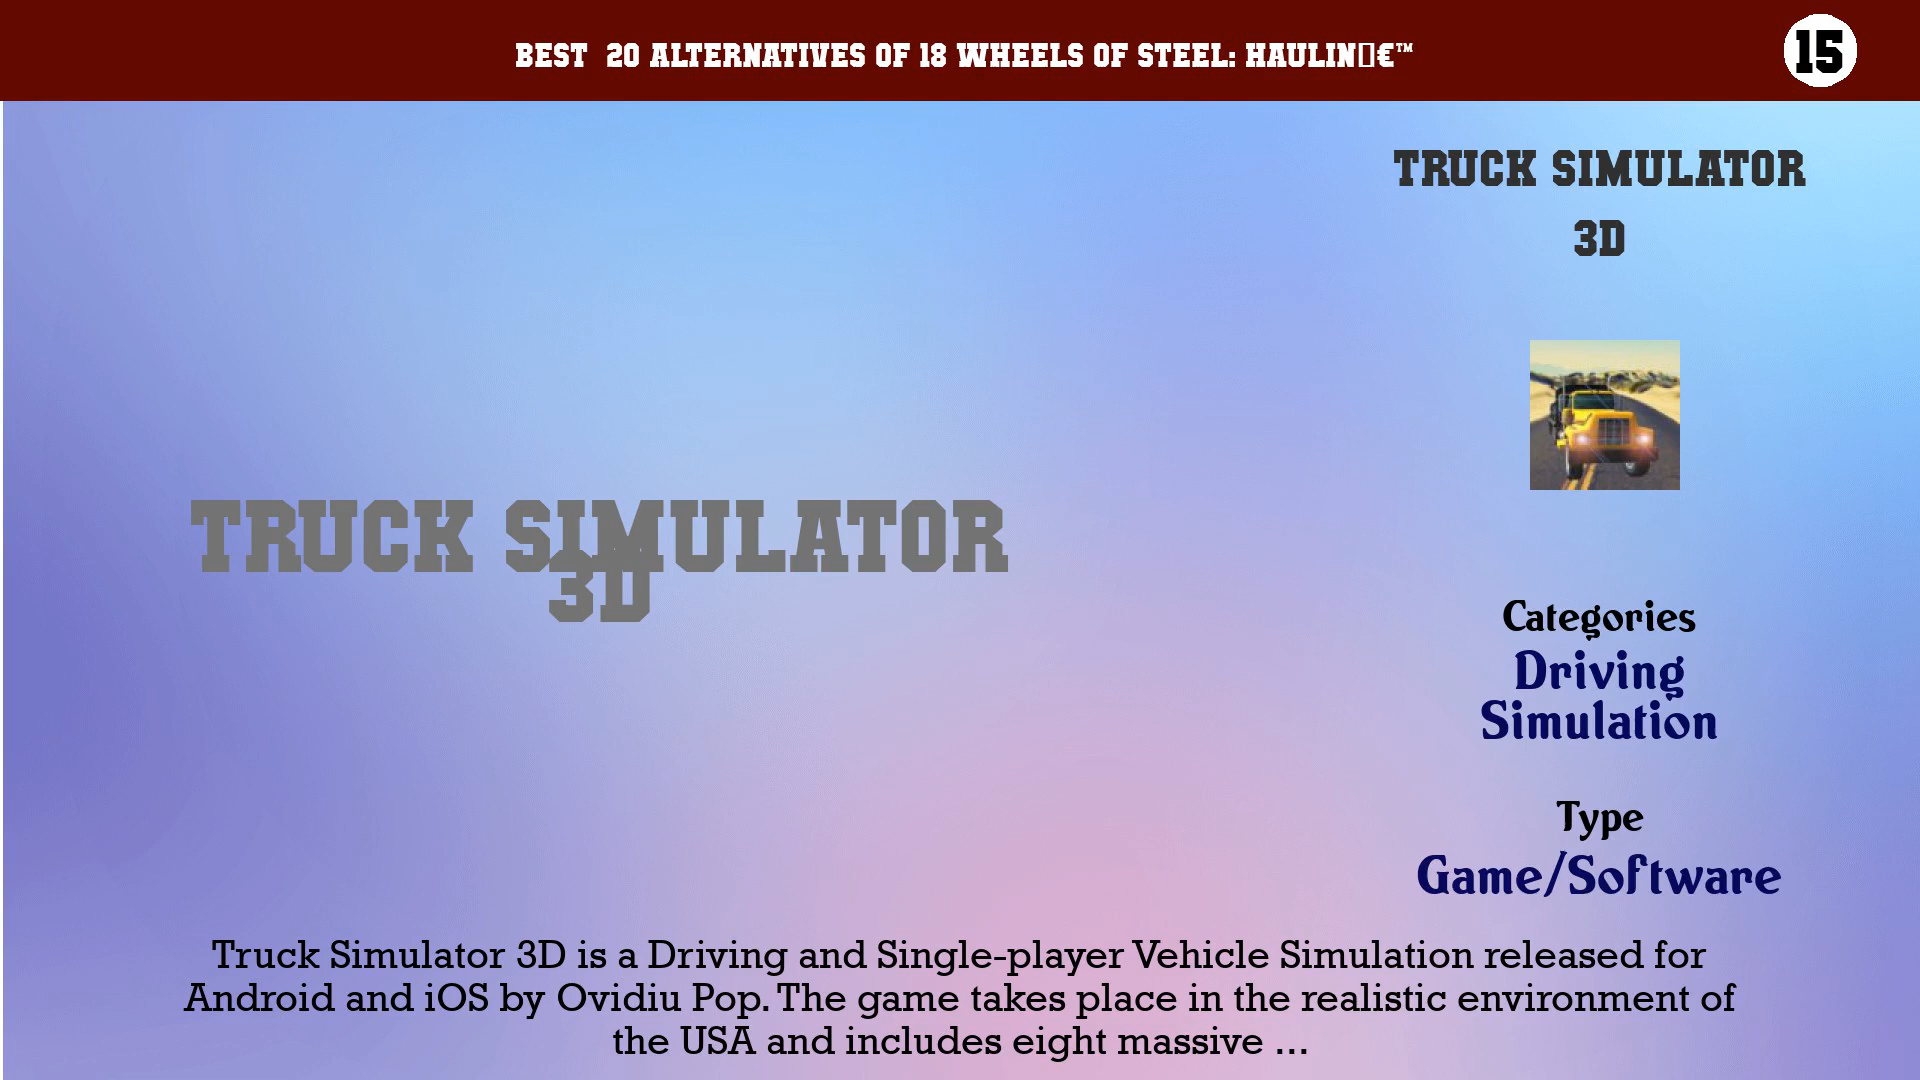 BEST 20 ALTERNATIVES OF 18 WHEELS OF STEEL: HAULIN▯€™
15
TRUCK SIMULATOR
3D
TRUCK SIMULATOR
3D
Categories
Driving
Simulation
Type
Game/Software
Truck Simulator 3D is a Driving and Single-player Vehicle Simulation released for
Android and iOS by Ovidiu Pop. The game takes place in the realistic environment of
the USA and includes eight massive ...